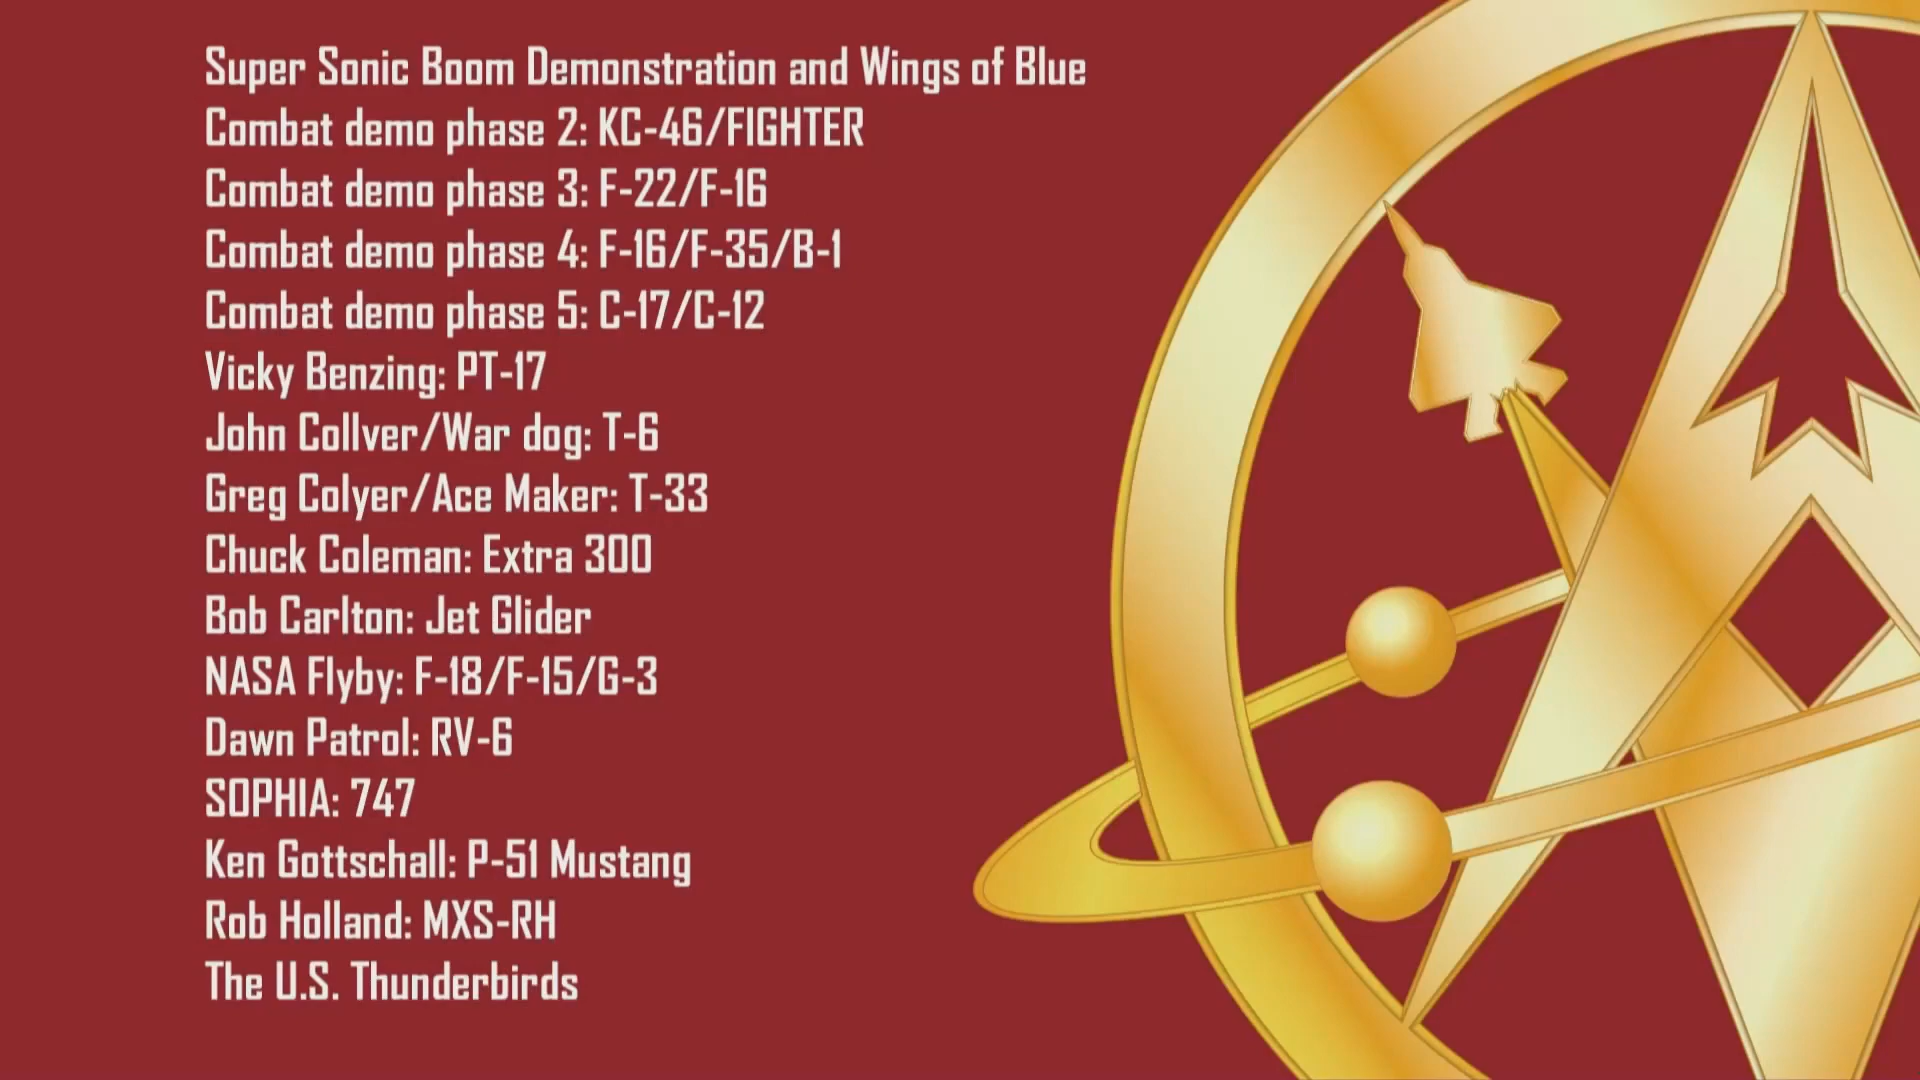 Super Sonic Boom Demonstration and Wings of Blue
Combat demo phase 2: KC-46/FIGHTER
Combat demo phase 3: F-22/F-16
Combat demo phase 4: F-16/F-35/B-1
Combat demo phase 5: C-17/C-12
Vicky Benzing: PT-17
John Collver/War dog: T-6
Greg Colyer/Ace Maker: T-33
Chuck Coleman: Extra 300
Bob Carlton: Jet Glider
NASA Flyby: F-18/F-15/G-3
Dawn Patrol: RV-6
SOPHIA: 747
Ken Gottschall: P-51 Mustang
Rob Holland: MXS-RH
The U.S. Thunderbirds